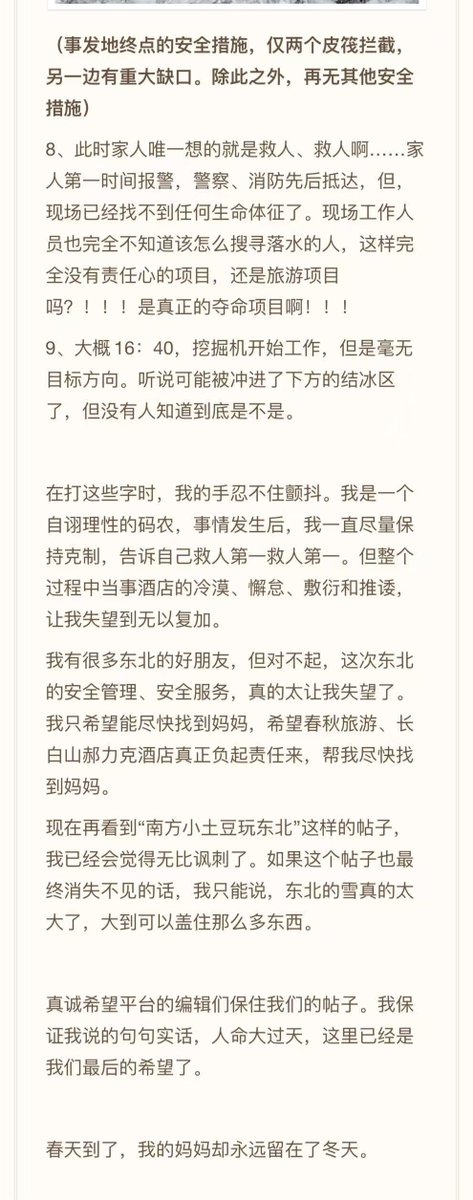 （事发地终点的安全措施，仅两个皮筏拦截，
另一边有重大缺口。除此之外，再无其他安全
措施）
8、此时家人唯一想的就是救人、救人啊……家
人第一时间报警，警察、消防先后抵达，但，
现场已经找不到任何生命体征了。现场工作人
员也完全不知道该怎么搜寻落水的人，这样完
全没有责任心的项目，还是旅游项目
吗？！！！是真正的夺命项目啊！！！
9、大概 16：40，挖掘机开始工作，但是毫无
目标方向。听说可能被冲进了下方的结冰区
了，但没有人知道到底是不是。
在打这些字时，我的手忍不住颤抖。我是一个
自诩理性的码农，事情发生后，我一直尽量保
持克制，告诉自己救人第一救人第一。但整个
过程中当事酒店的冷漠、懈怠、敷衍和推诿，
让我失望到无以复加。
我有很多东北的好朋友，但对不起，这次东北
的安全管理、安全服务，真的太让我失望了。
我只希望能尽快找到妈妈，希望春秋旅游、长
白山郝力克酒店真正负起责任来，帮我尽快找
到妈妈。
现在再看到“南方小土豆玩东北”这样的帖子，
我已经会觉得无比讽刺了。如果这个帖子也最
终消失不见的话，我只能说，东北的雪真的太
大了，大到可以盖住那么多东西。
真诚希望平台的编辑们保住我们的帖子。我保
证我说的句句实话，人命大过天，这里已经是
我们最后的希望了。
春天到了，我的妈妈却永远留在了冬天。